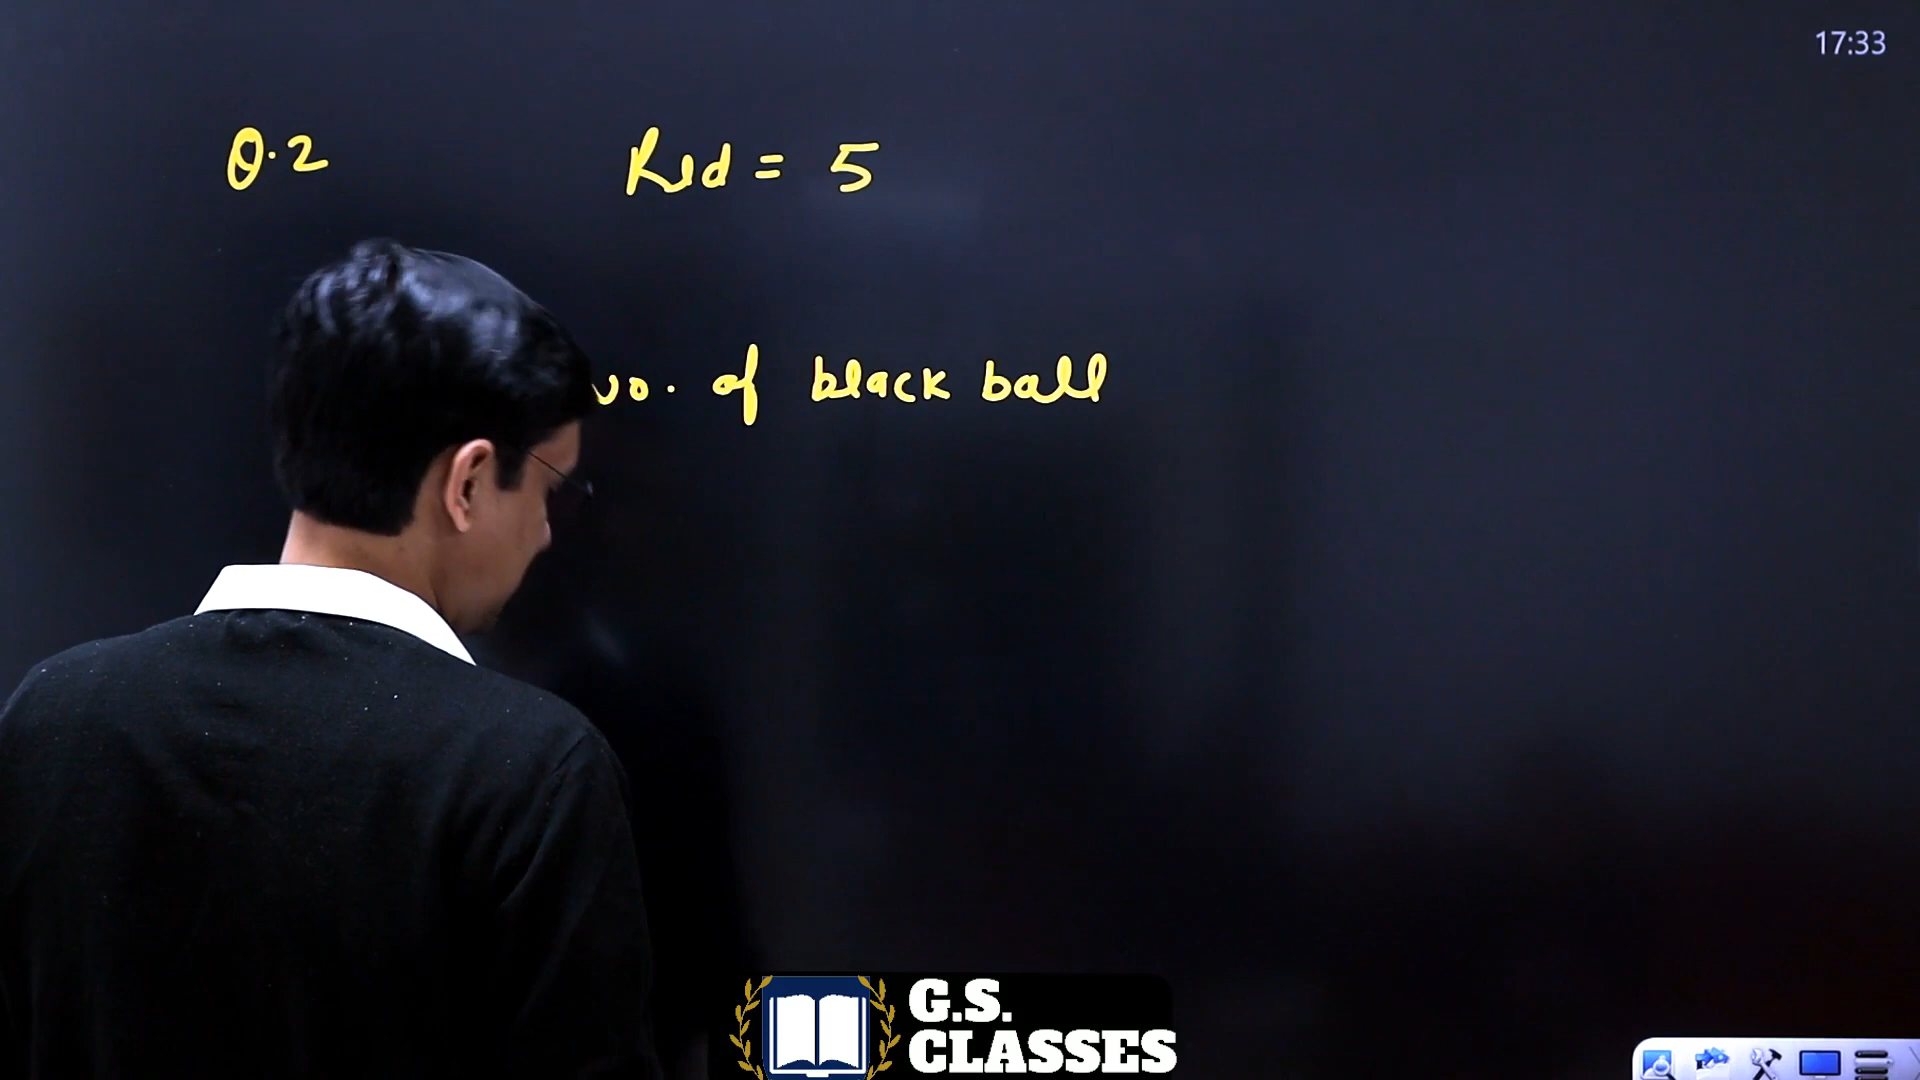 17:33
Q.2 Red = 5
No. of black ball
G.S.
CLASSES